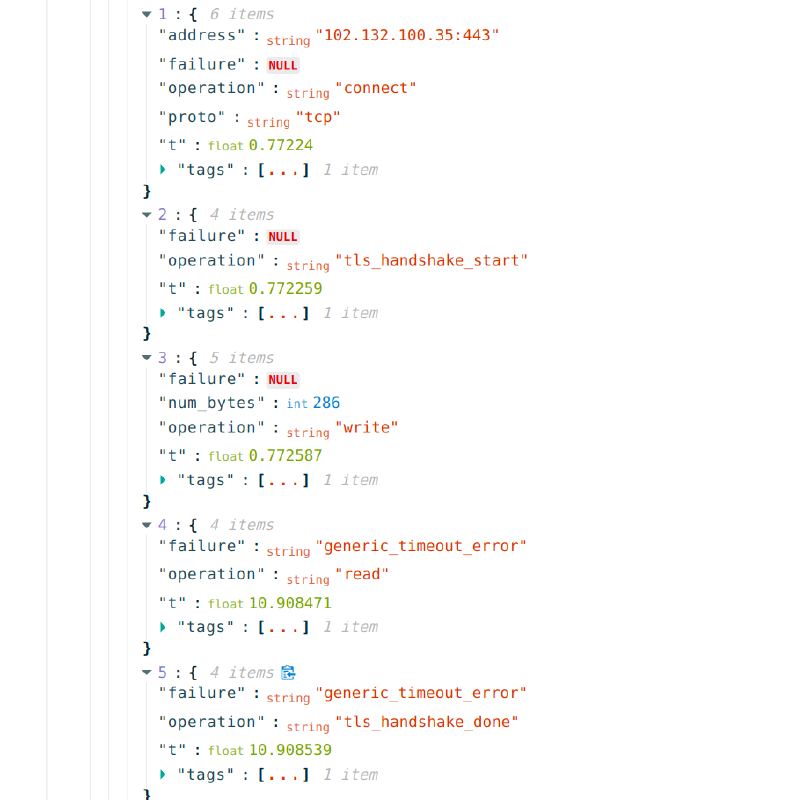 1 : { 6 items
"address" : string "102.132.100.35:443"
"failure" : NULL
"operation" : string "connect"
"proto" : string "tcp"
"t" : float 0.77224
"tags" : [...] 1 item
}
2 : { 4 items
"failure" : NULL
"operation" : string "tls_handshake_start"
"t" : float 0.772259
"tags" : [...] 1 item
}
3 : { 5 items
"failure" : NULL
"num_bytes" : int 286
"operation" : string "write"
"t" : float 0.772587
"tags" : [...] 1 item
}
4 : { 4 items
"failure" : string "generic_timeout_error"
"operation" : string "read"
"t" : float 10.908471
"tags" : [...] 1 item
}
5 : { 4 items
"failure" : string "generic_timeout_error"
"operation" : string "tls_handshake_done"
"t" : float 10.908539
"tags" : [...] 1 item
}